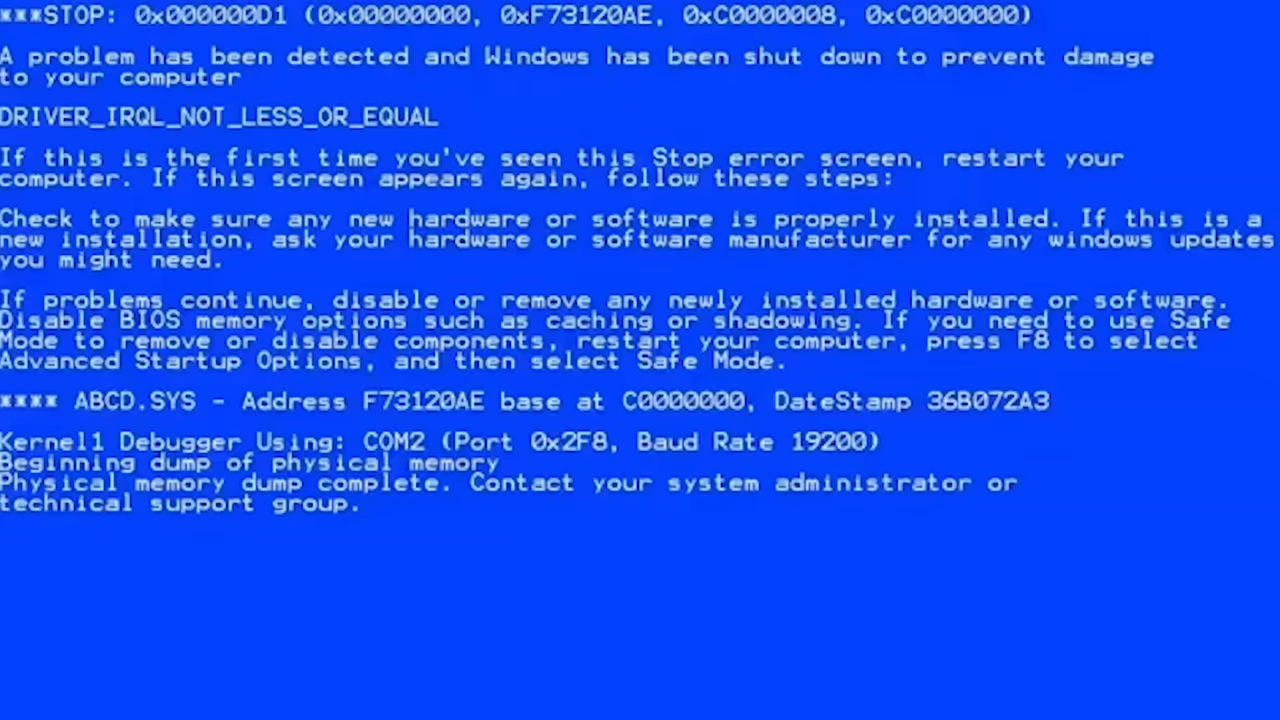 ***STOP: 0x000000D1 (0x00000000, 0xF73120AE, 0xC0000008, 0xC0000000)
A problem has been detected and Windows has been shut down to prevent damage
to your computer
DRIVER_IRQL_NOT_LESS_OR_EQUAL
If this is the first time you've seen this Stop error screen, restart your
computer. If this screen appears again, follow these steps:
Check to make sure any new hardware or software is properly installed. If this is a
new installation, ask your hardware or software manufacturer for any windows updates
you might need.
If problems continue, disable or remove any newly installed hardware or software.
Disable BIOS memory options such as caching or shadowing. If you need to use Safe
Mode to remove or disable components, restart your computer, press F8 to select
Advanced Startup Options, and then select Safe Mode.
**** ABCD.SYS - Address F73120AE base at C0000000, DateStamp 36B072A3
Kernel1 Debugger Using: COM2 (Port 0x2F8, Baud Rate 19200)
Beginning dump of physical memory
Physical memory dump complete. Contact your system administrator or
technical support group.